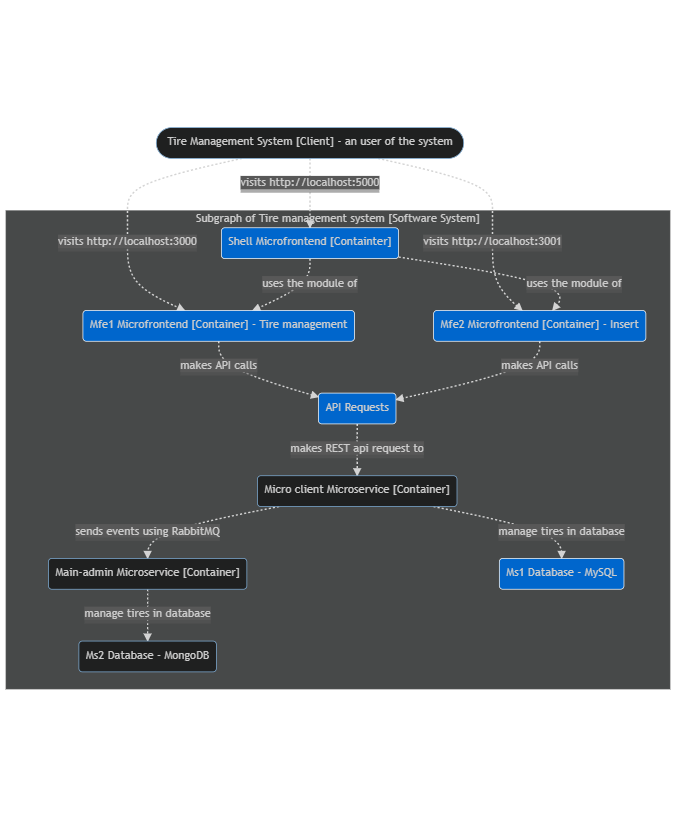 Tire Management System [Client] - an user of the system
visits http://localhost:5000
Subgraph of Tire management system [Software System]
visits http://localhost:3000
Shell Microfrontend [Containter]
visits http://localhost:3001
uses the module of
uses the module of
Mfe1 Microfrontend [Container] - Tire management
Mfe2 Microfrontend [Container] - Insert
makes API calls
makes API calls
API Requests
makes REST api request to
Micro client Microservice [Container]
sends events using RabbitMQ
manage tires in database
Main-admin Microservice [Container]
Ms1 Database - MySQL
manage tires in database
Ms2 Database - MongoDB